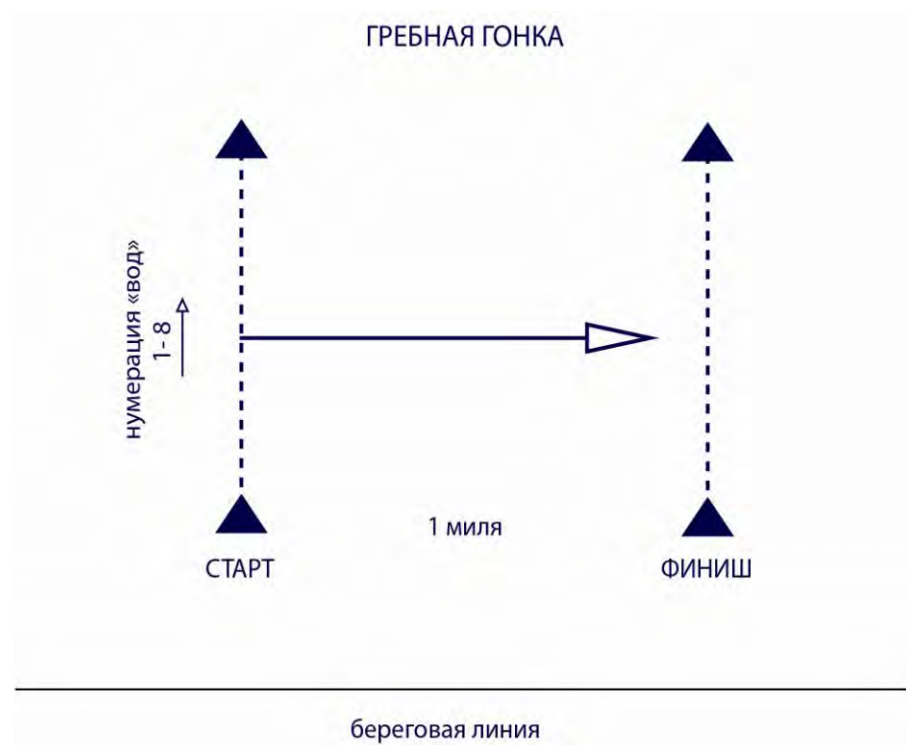 ГРЕБНАЯ ГОНКА
нумерация «вод»
1- 8
1 миля
СТАРТ
ФИНИШ
береговая линия